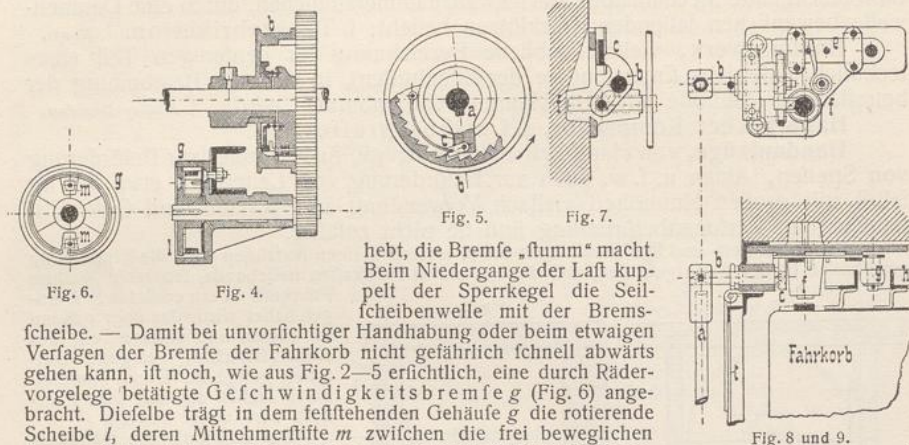 b
a
c
b
b
a
c
b
f
a
b
f
g
g
l
m
m
Fig. 6.
Fig. 4.
Fig. 5.
Fig. 7.
b
c
f
g
h
a
Fahrkorb
Fig. 8 und 9.
hebt, die Bremſe „ſtumm“ macht.
Beim Niedergange der Laſt kup-
pelt der Sperrkegel die Seil-
ſcheibenwelle mit der Brems-
ſcheibe. — Damit bei unvorſichtiger Handhabung oder beim etwaigen
Verſagen der Bremſe der Fahrkorb nicht gefährlich ſchnell abwärts
gehen kann, iſt noch, wie aus Fig. 2—5 erſichtlich, eine durch Räder-
vorgelege betätigte Geſchwindigkeitsbremſe g (Fig. 6) ange-
bracht. Dieſelbe trägt in dem feſtſtehenden Gehäuſe g die rotierende
Scheibe l, deren Mitnehmerſtifte m zwiſchen die frei beweglichen